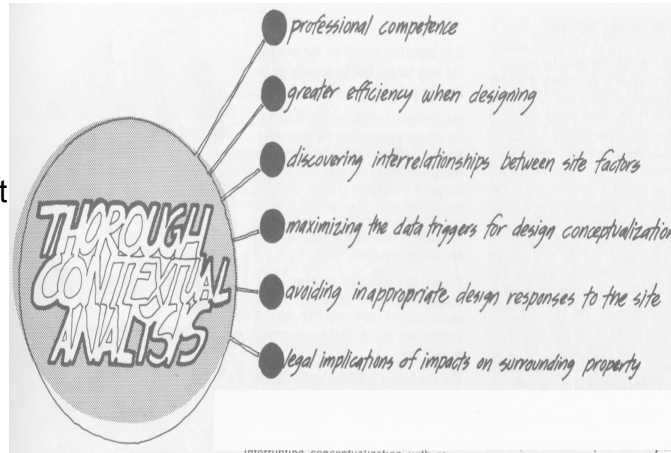 professional competence
greater efficiency when designing
discovering interrelationships between site factors
maximizing the data triggers for design conceptualization
avoiding inappropriate design responses to the site
legal implications of impacts on surrounding property
THOROUGH
CONTEXTUAL
ANALYSIS